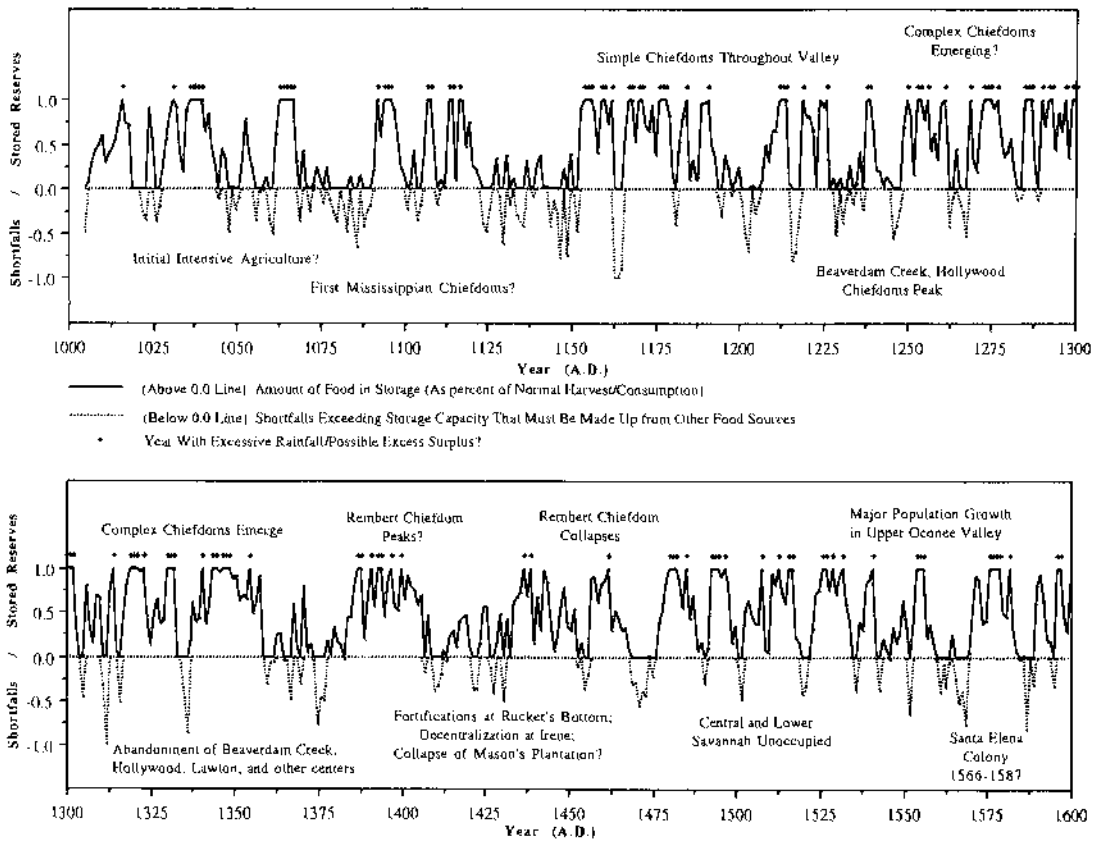 Complex Chiefdoms
Emerging?
Simple Chiefdoms Throughout Valley
Shortfalls / Stored Reserves
1.0
0.5
0.0
-0.5
-1.0
Initial Intensive Agriculture?
First Mississippian Chiefdoms?
Beaverdam Creek, Hollywood
Chiefdoms Peak
1000 1025 1050 1075 1100 1125 1150 1175 1200 1225 1250 1275 1300
Year (A.D.)
(Above 0.0 Line) Amount of Food in Storage (As percent of Normal Harvest/Consumption)
(Below 0.0 Line) Shortfalls Exceeding Storage Capacity That Must Be Made Up from Other Food Sources
Year With Excessive Rainfall/Possible Excess Surplus?
Complex Chiefdoms Emerge
Rembert Chiefdom
Peaks?
Rembert Chiefdom
Collapses
Major Population Growth
in Upper Oconee Valley
Shortfalls / Stored Reserves
1.0
0.5
0.0
-0.5
-1.0
Abandonment of Beaverdam Creek,
Hollywood, Lawton, and other centers
Fortifications at Rucker's Bottom;
Decentralization at Irene;
Collapse of Mason's Plantation?
Central and Lower
Savannah Unoccupied
Santa Elena
Colony
1566-1587
1300 1325 1350 1375 1400 1425 1450 1475 1500 1525 1550 1575 1600
Year (A.D.)